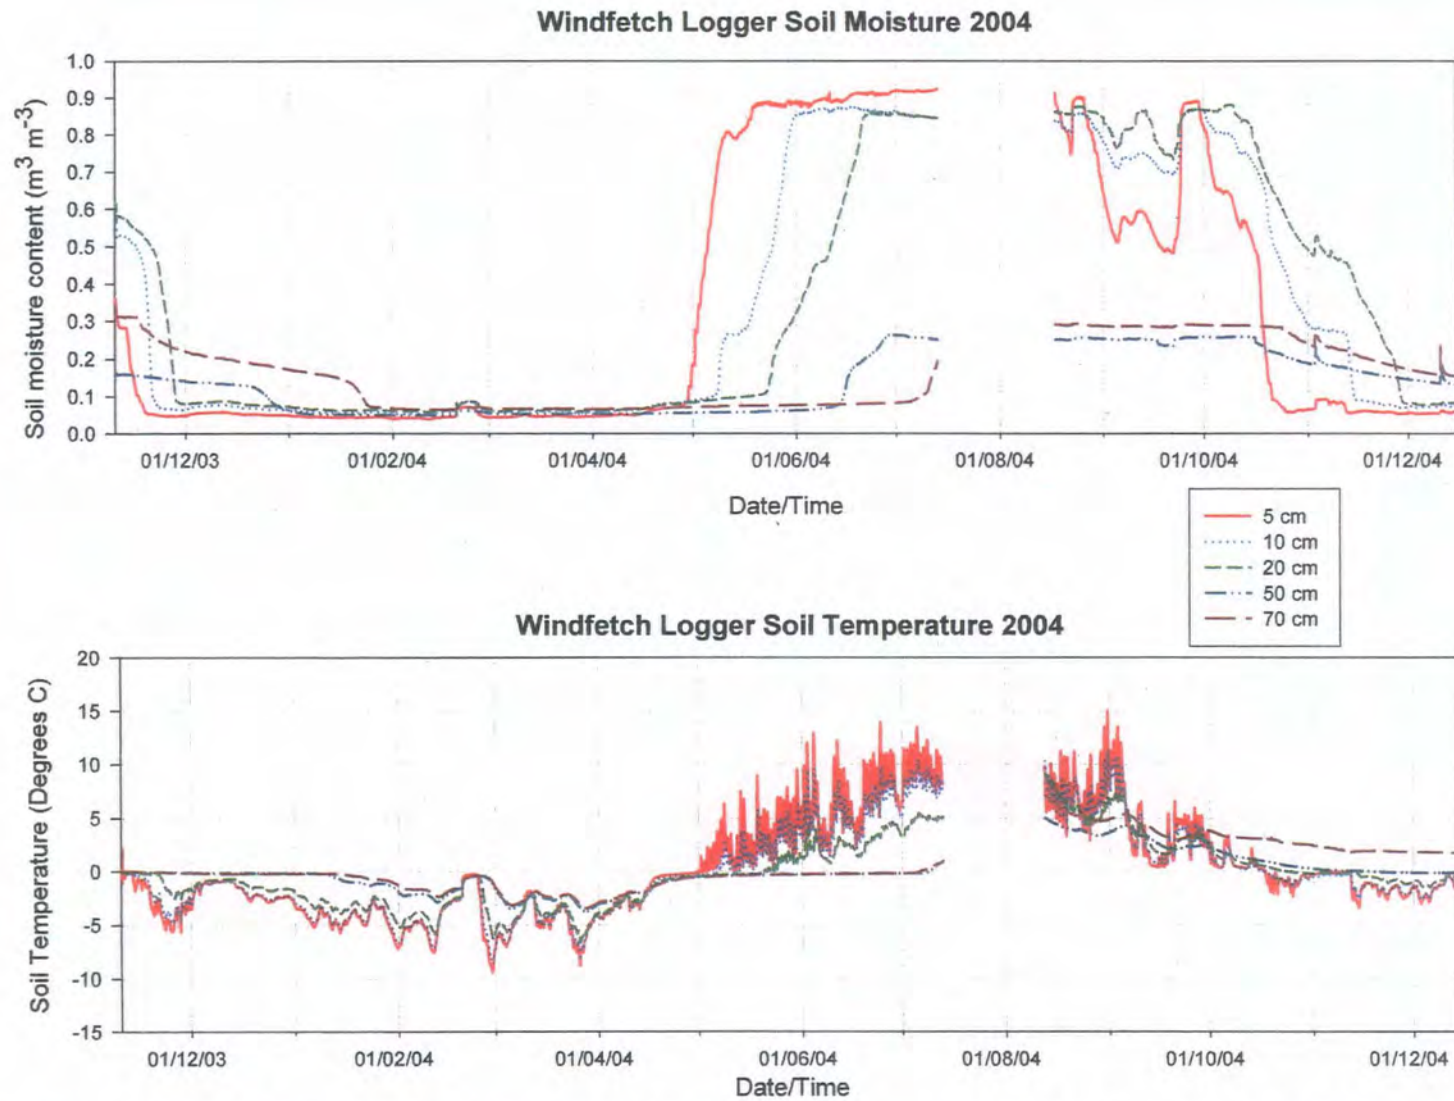 Windfetch Logger Soil Moisture 2004
Soil moisture content (m3 m-3)
1.0
0.9
0.8
0.7
0.6
0.5
0.4
0.3
0.2
0.1
0.0
01/12/03 01/02/04 01/04/04 01/06/04 01/08/04 01/10/04 01/12/04
Date/Time
5 cm
10 cm
20 cm
50 cm
70 cm
Windfetch Logger Soil Temperature 2004
Soil Temperature (Degrees C)
20
15
10
5
0
-5
-10
-15
01/12/03 01/02/04 01/04/04 01/06/04 01/08/04 01/10/04 01/12/04
Date/Time